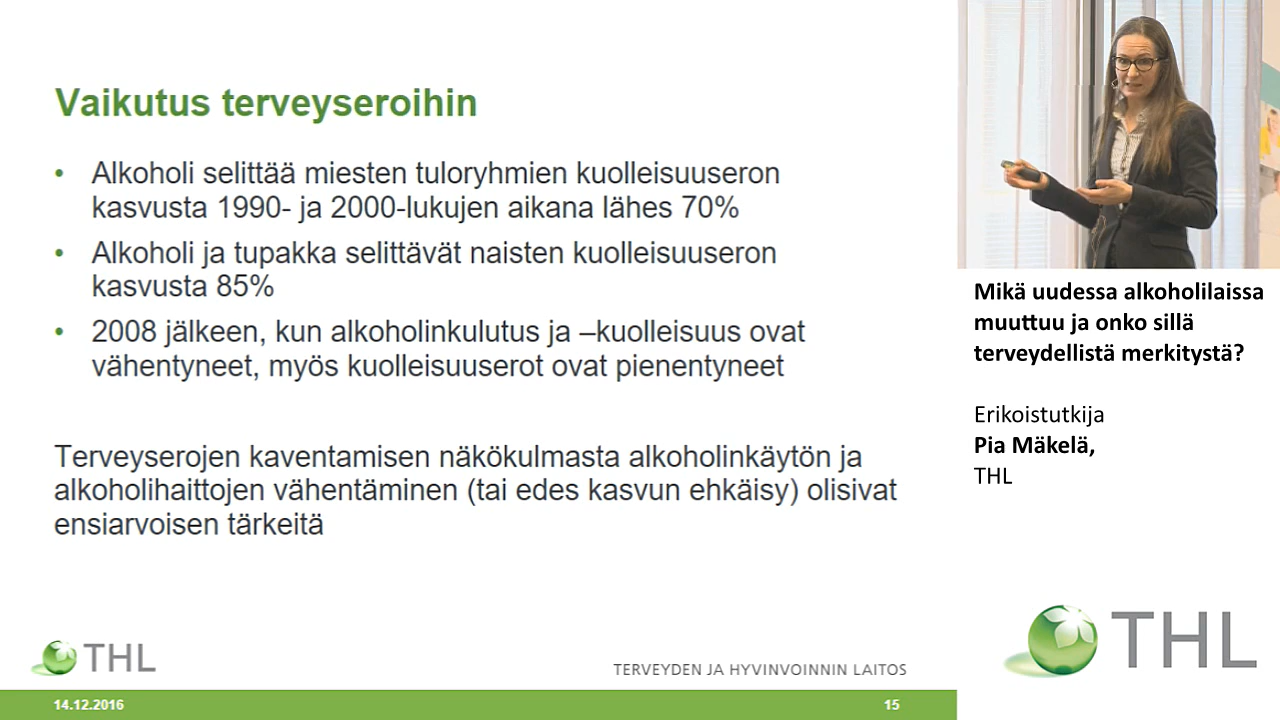 Vaikutus terveyseroihin
• Alkoholi selittää miesten tuloryhmien kuolleisuuseron
kasvusta 1990- ja 2000-lukujen aikana lähes 70%
• Alkoholi ja tupakka selittävät naisten kuolleisuuseron
kasvusta 85%
• 2008 jälkeen, kun alkoholinkulutus ja –kuolleisuus ovat
vähentyneet, myös kuolleisuuserot ovat pienentyneet
Terveyserojen kaventamisen näkökulmasta alkoholinkäytön ja
alkoholihaittojen vähentäminen (tai edes kasvun ehkäisy) olisivat
ensiarvoisen tärkeitä
THL
TERVEYDEN JA HYVINVOINNIN LAITOS
14.12.2016
15
Mikä uudessa alkoholilaissa
muuttuu ja onko sillä
terveydellistä merkitystä?
Erikoistutkija
Pia Mäkelä,
THL
THL